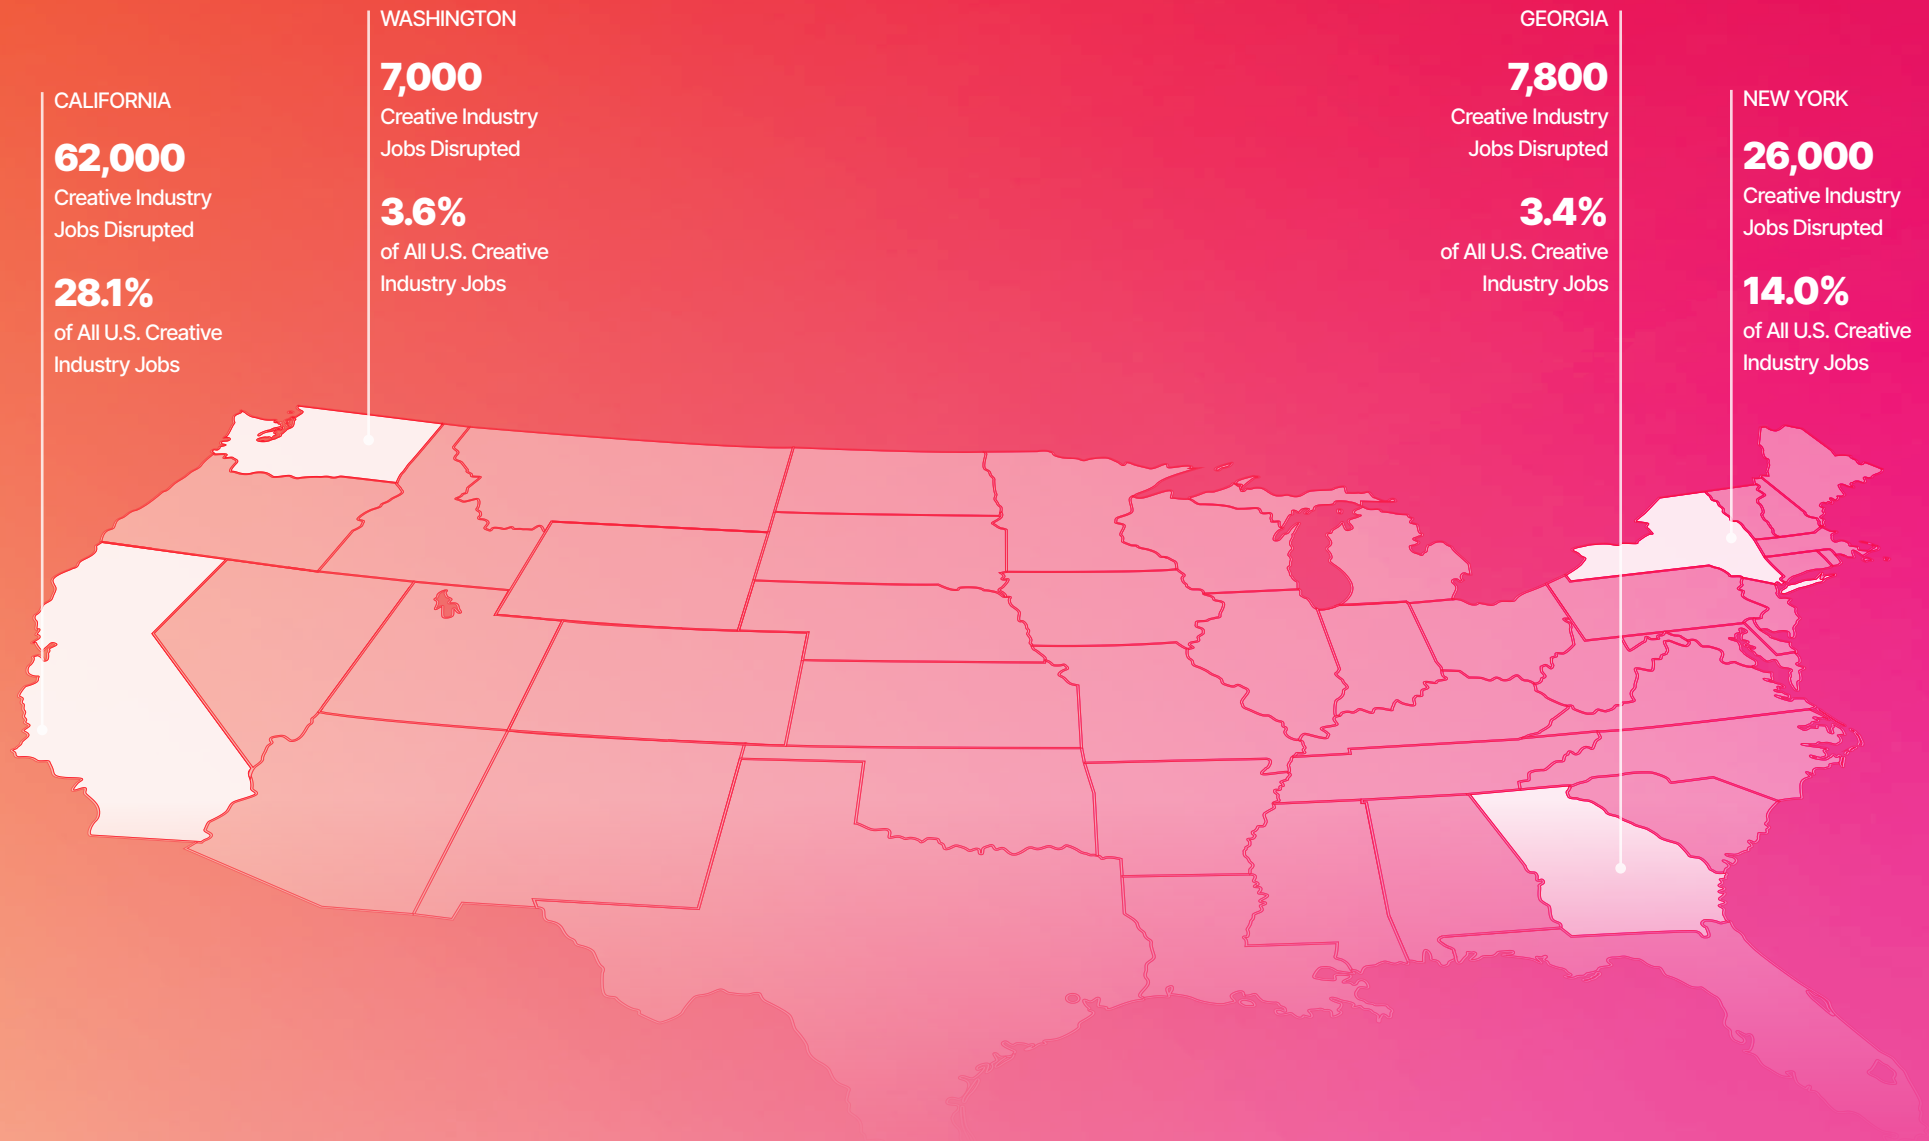 CALIFORNIA
62,000
Creative Industry
Jobs Disrupted
28.1%
of All U.S. Creative
Industry Jobs
WASHINGTON
7,000
Creative Industry
Jobs Disrupted
3.6%
of All U.S. Creative
Industry Jobs
GEORGIA
7,800
Creative Industry
Jobs Disrupted
3.4%
of All U.S. Creative
Industry Jobs
NEW YORK
26,000
Creative Industry
Jobs Disrupted
14.0%
of All U.S. Creative
Industry Jobs